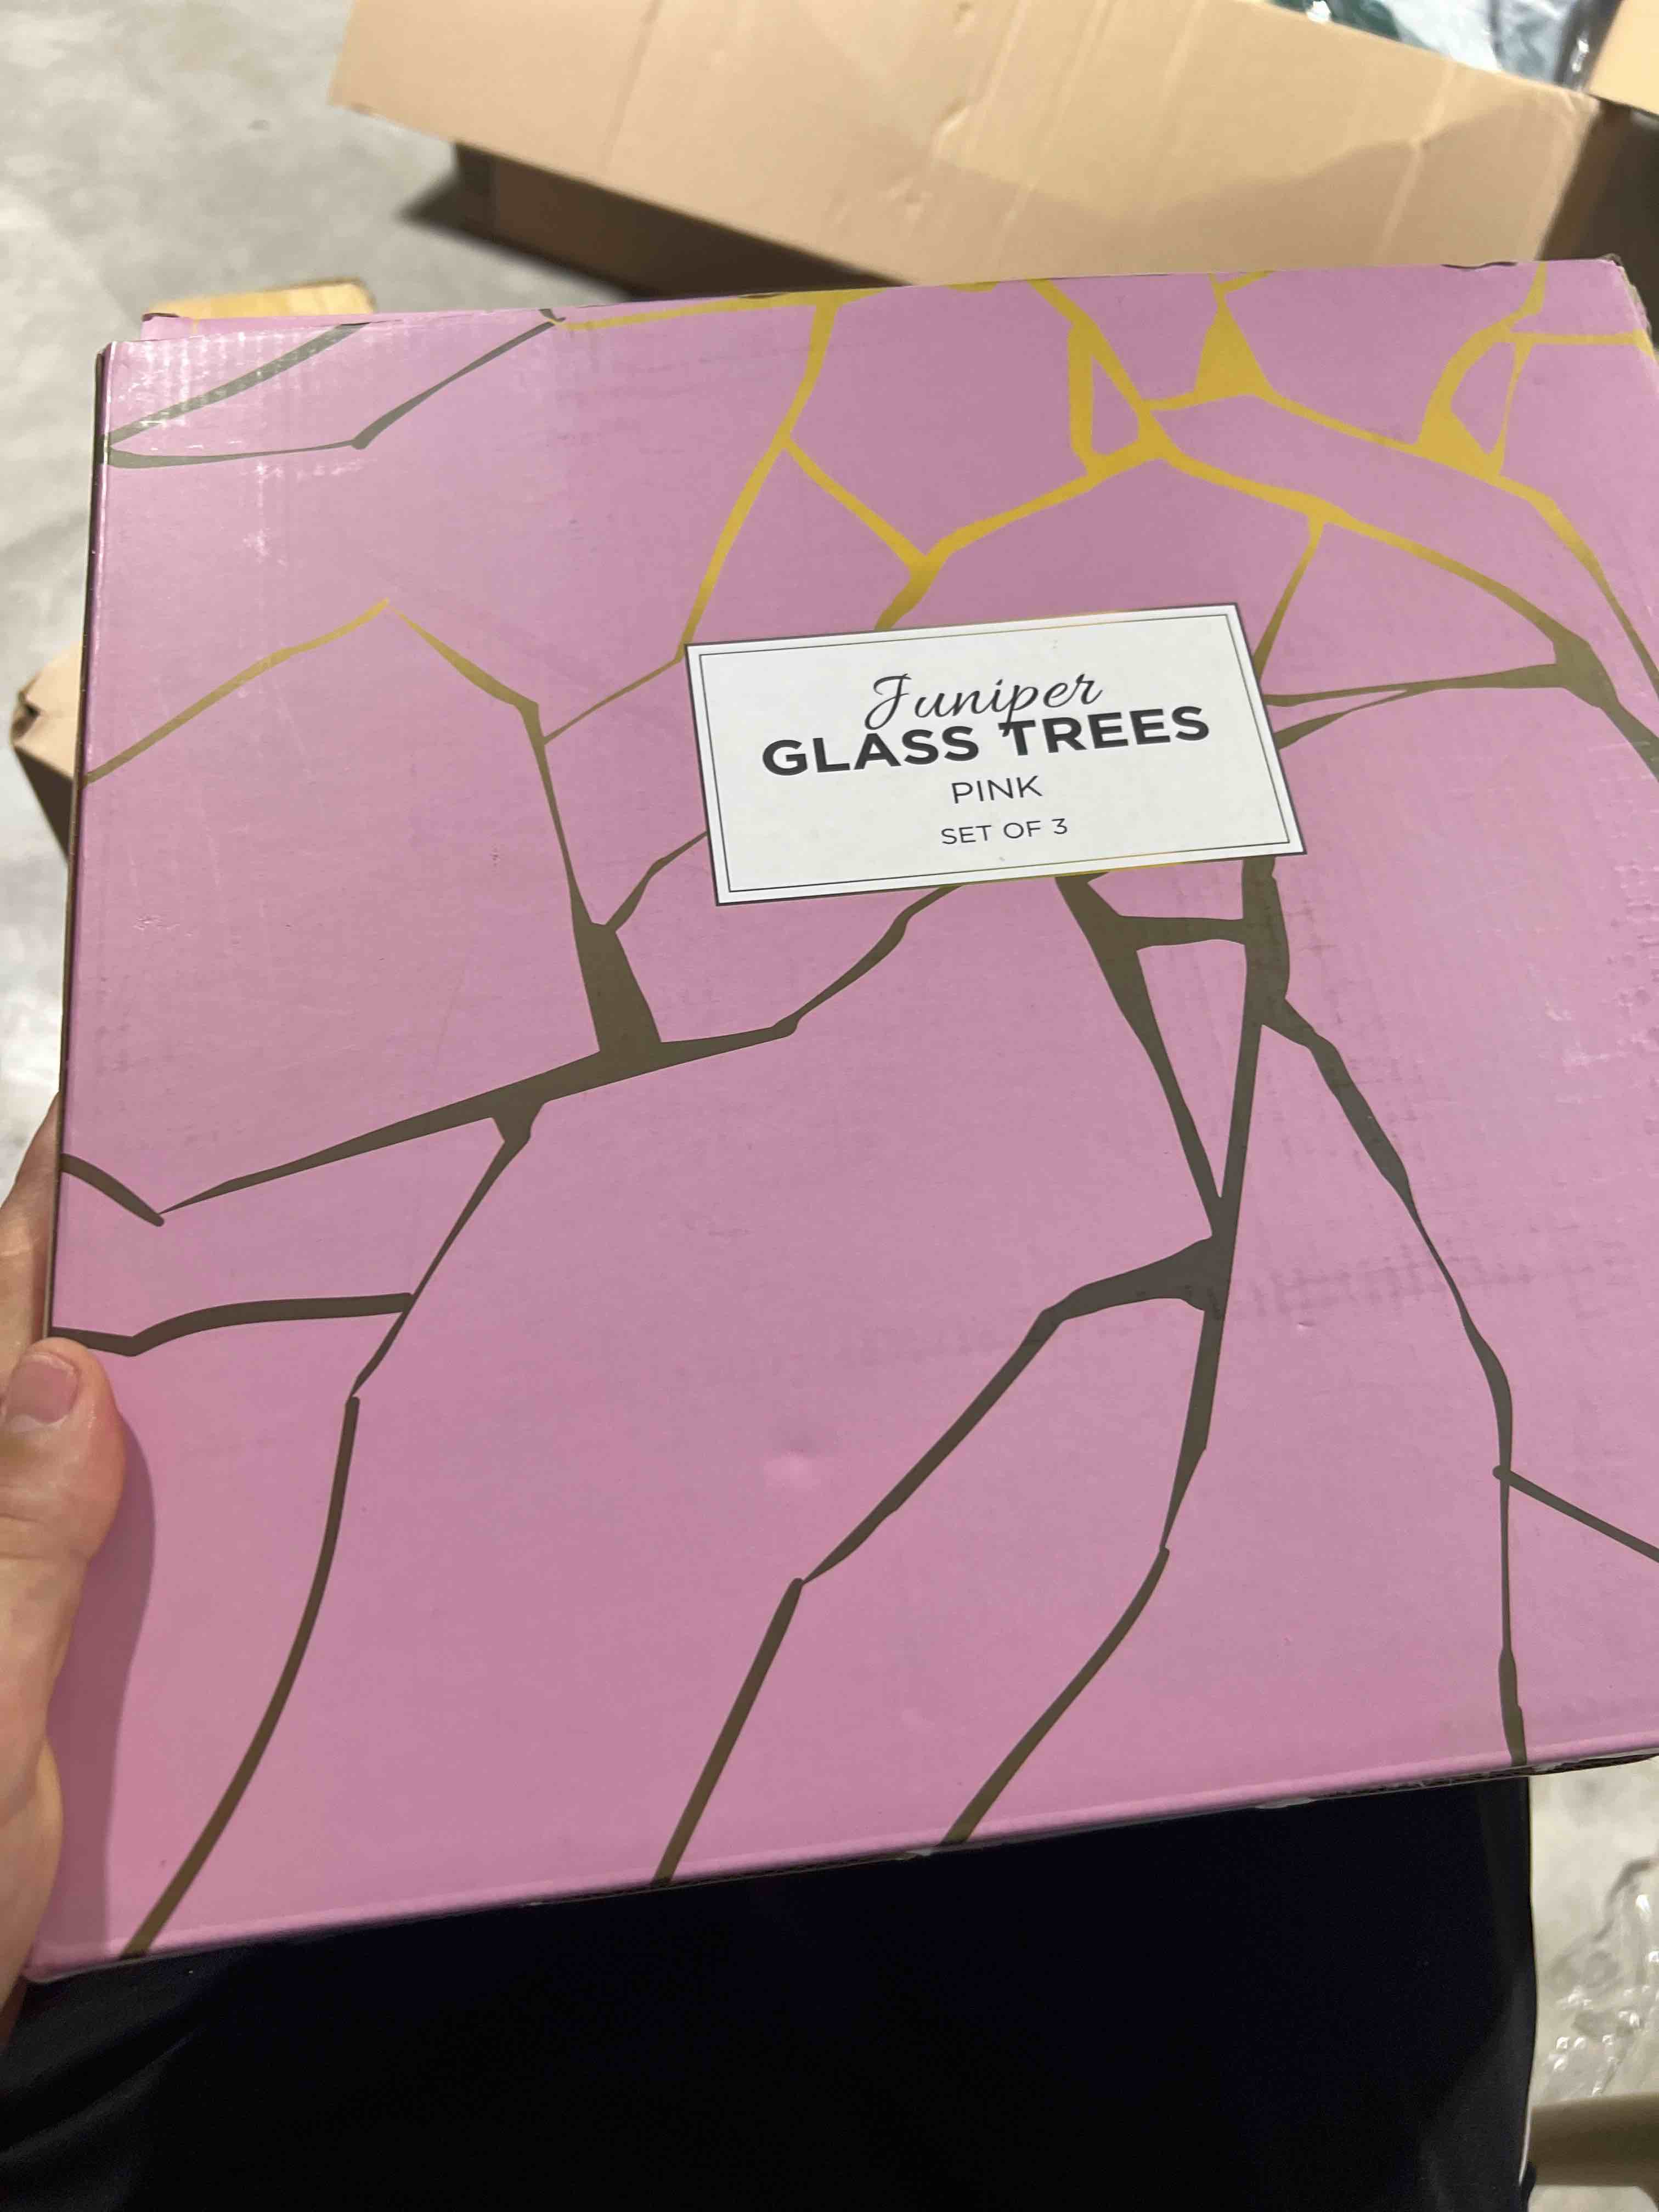 Juniper
GLASS TREES
PINK
SET OF 3